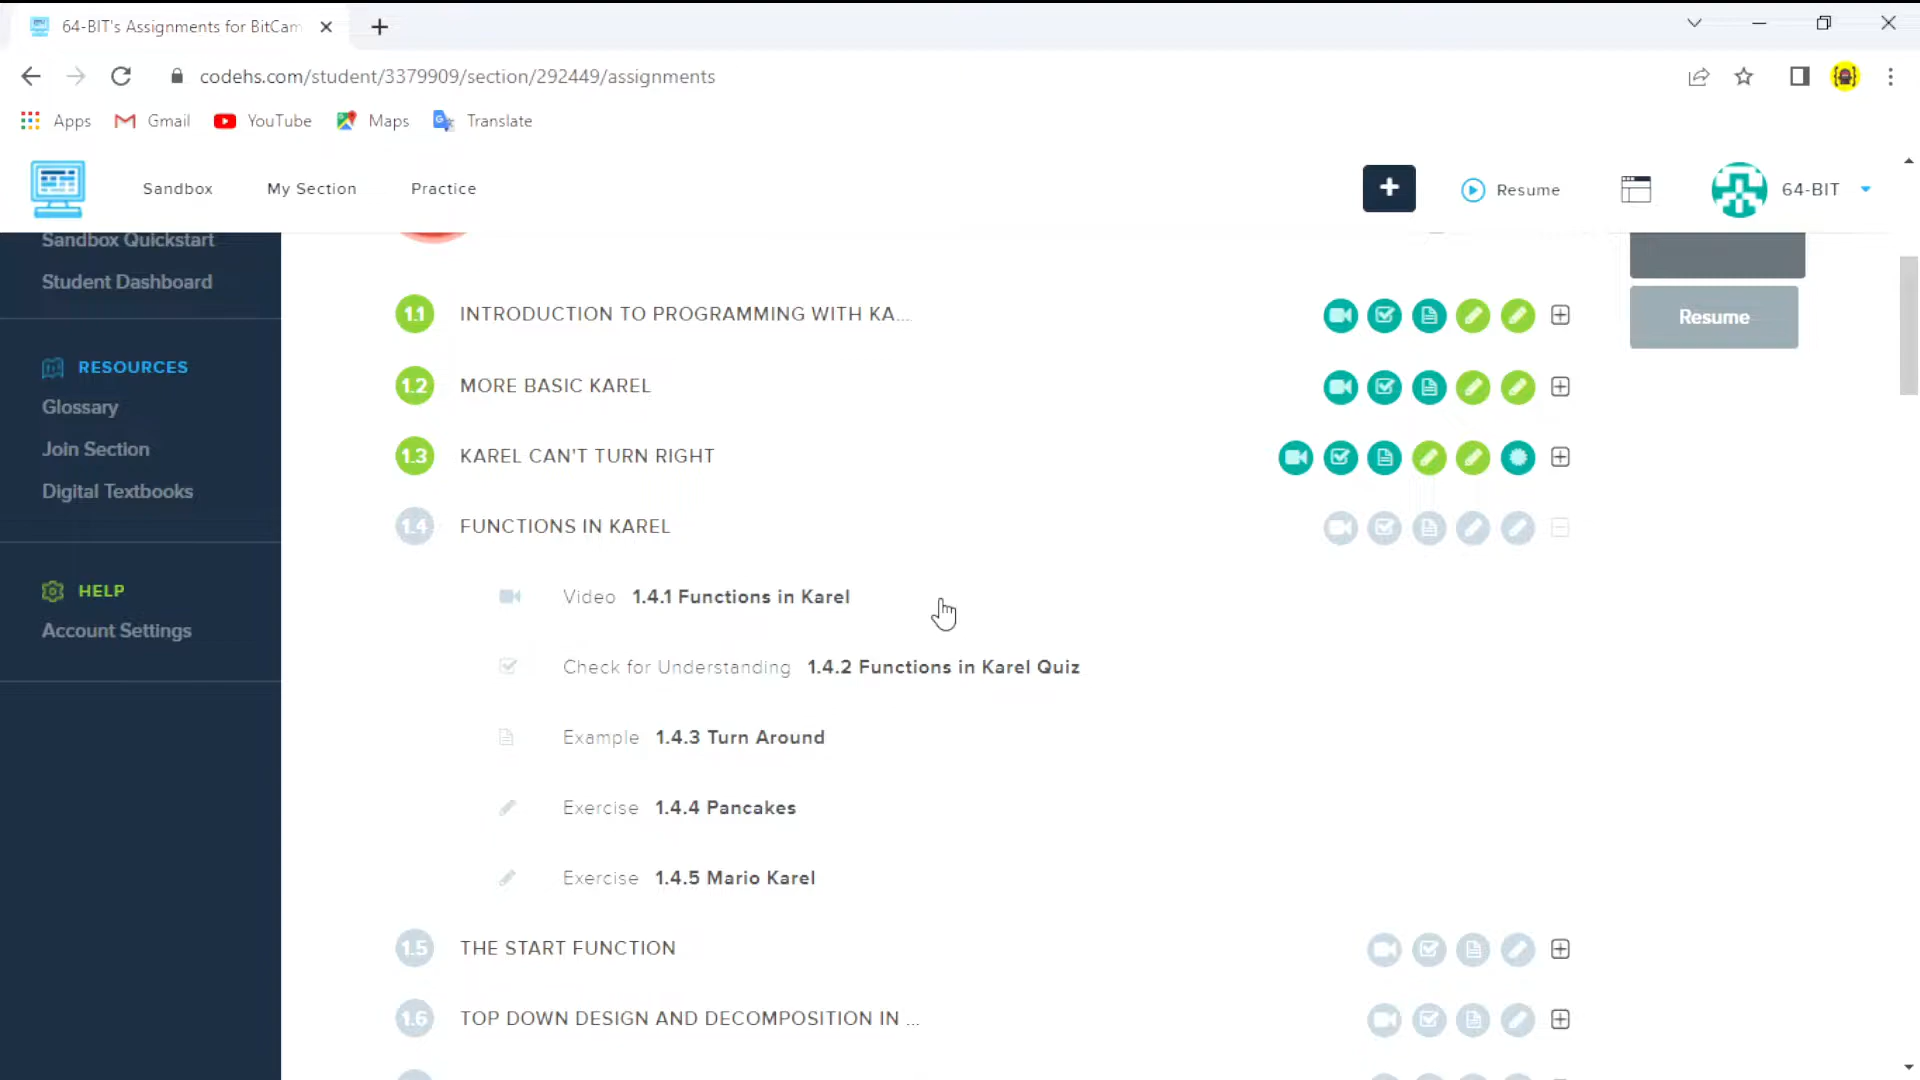 64-BIT's Assignments for BitCam
codehs.com/student/3379909/section/292449/assignments
Apps Gmail YouTube Maps Translate
Sandbox My Section Practice Resume 64-BIT
Sandbox Quickstart
Student Dashboard
RESOURCES
Glossary
Join Section
Digital Textbooks
HELP
Account Settings
1.1 INTRODUCTION TO PROGRAMMING WITH KA...
Resume
1.2 MORE BASIC KAREL
1.3 KAREL CAN'T TURN RIGHT
1.4 FUNCTIONS IN KAREL
Video 1.4.1 Functions in Karel
Check for Understanding 1.4.2 Functions in Karel Quiz
Example 1.4.3 Turn Around
Exercise 1.4.4 Pancakes
Exercise 1.4.5 Mario Karel
1.5 THE START FUNCTION
1.6 TOP DOWN DESIGN AND DECOMPOSITION IN ...